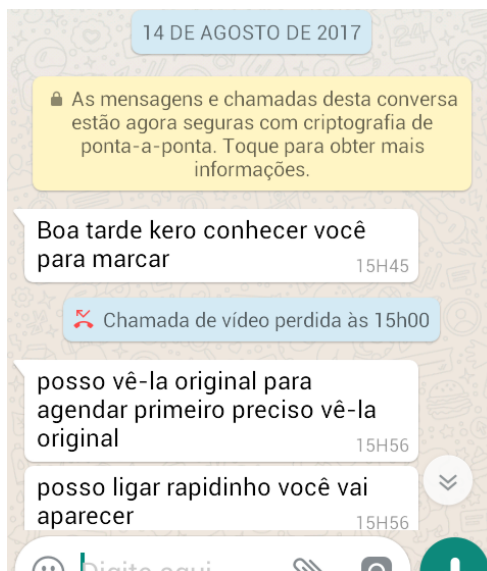 14 DE AGOSTO DE 2017
As mensagens e chamadas desta conversa
estão agora seguras com criptografia de
ponta-a-ponta. Toque para obter mais
informações.
Boa tarde kero conhecer você
para marcar
15H45
Chamada de vídeo perdida às 15h00
posso vê-la original para
agendar primeiro preciso vê-la
original
15H56
posso ligar rapidinho você vai
aparecer
15H56
Digite aqui